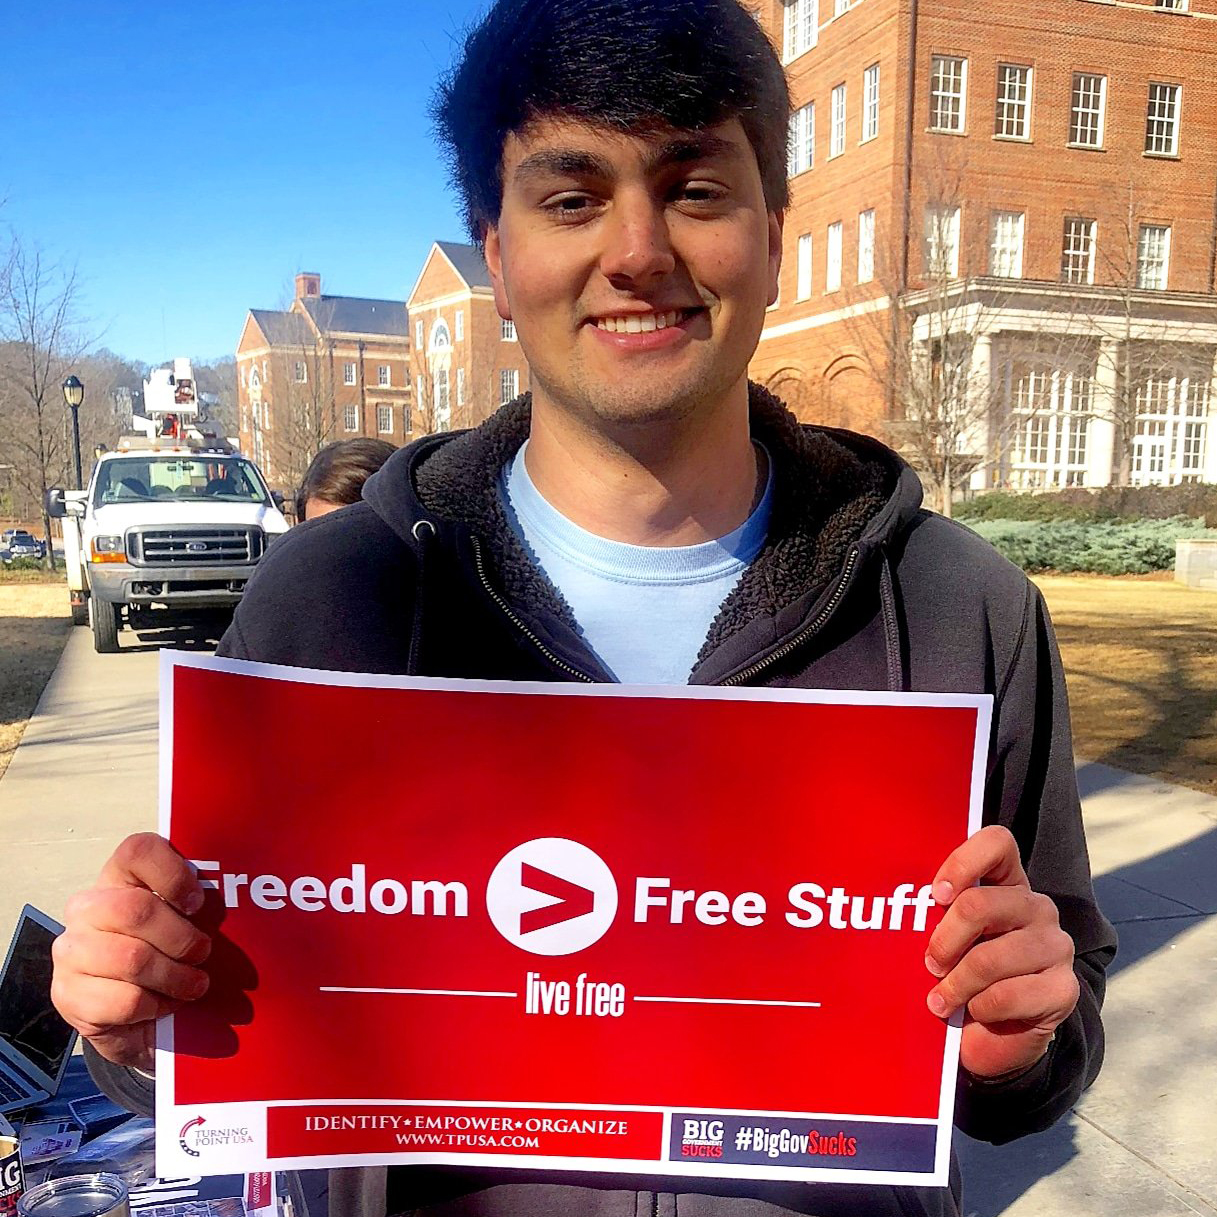 Freedom > Free Stuff
live free
TURNING
POINT USA
IDENTIFY★EMPOWER★ORGANIZE
WWW.TPUSA.COM
BIG
GOVERNMENT
SUCKS
#BigGovSucks